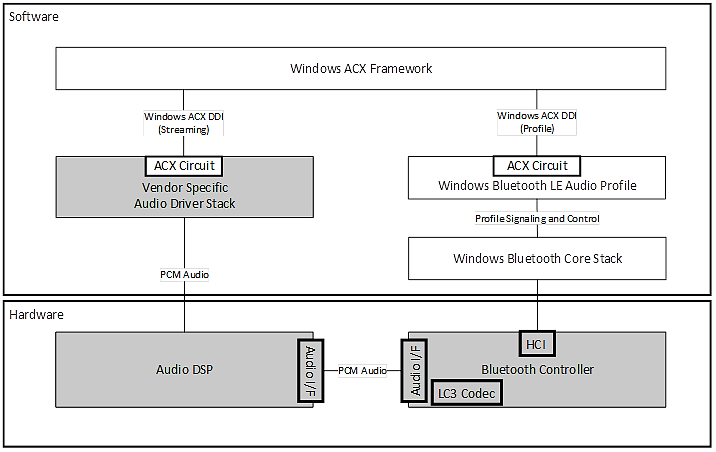 Software
Windows ACX Framework
Windows ACX DDI
(Streaming)
Windows ACX DDI
(Profile)
ACX Circuit
Vendor Specific
Audio Driver Stack
ACX Circuit
Windows Bluetooth LE Audio Profile
Profile Signaling and Control
Windows Bluetooth Core Stack
PCM Audio
Hardware
Audio DSP
Audio I/F
PCM Audio
Audio I/F
HCI
Bluetooth Controller
LC3 Codec